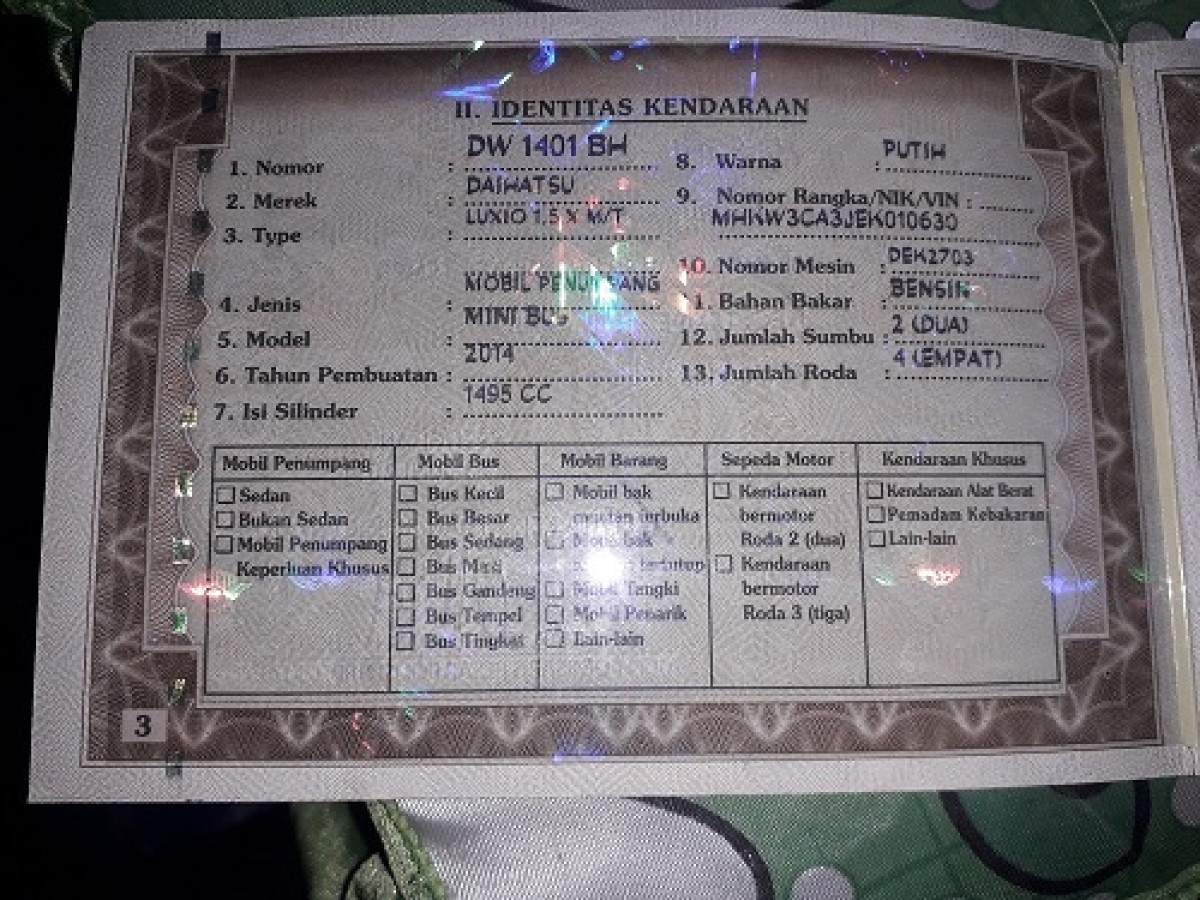 II. IDENTITAS KENDARAAN
1. Nomor : DW 1401 BH
2. Merek : DAIHATSU
3. Type : LUXIO 1,5 X M/T
4. Jenis : MOBIL PENUMPANG
5. Model : MINI BUS
6. Tahun Pembuatan : 2014
7. Isi Silinder : 1495 CC
8. Warna : PUTIH
9. Nomor Rangka/NIK/VIN :
MHKW3CA3JEK010630
10. Nomor Mesin : DEK2703
11. Bahan Bakar : BENSIN
12. Jumlah Sumbu : 2 (DUA)
13. Jumlah Roda : 4 (EMPAT)
Mobil Penumpang
Sedan
Bukan Sedan
Mobil Penumpang
Keperluan Khusus
Mobil Bus
Bus Kecil
Bus Besar
Bus Sedang
Bus Maxi
Bus Gandeng
Bus Tempel
Bus Tingkat
Mobil Barang
Mobil bak
muatan terbuka
Mobil bak
tertutup
Mobil Tangki
Mobil Penarik
Lain-lain
Sepeda Motor
Kendaraan
bermotor
Roda 2 (dua)
Kendaraan
bermotor
Roda 3 (tiga)
Kendaraan Khusus
Kendaraan Alat Berat
Pemadam Kebakaran
Lain-lain
3